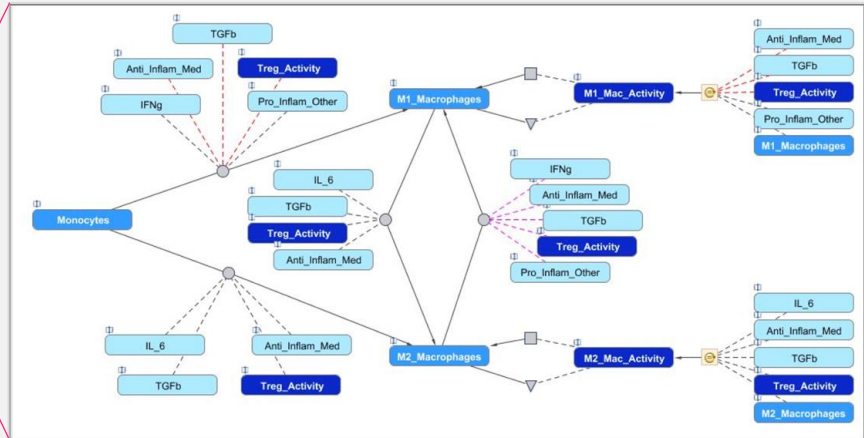 TGFb
Anti_Inflam_Med
Treg_Activity
IFNg
Pro_Inflam_Other
M1_Macrophages
M1_Mac_Activity
Anti_Inflam_Med
TGFb
Treg_Activity
Pro_Inflam_Other
M1_Macrophages
Monocytes
IL_6
TGFb
Treg_Activity
Anti_Inflam_Med
IFNg
Anti_Inflam_Med
TGFb
Treg_Activity
Pro_Inflam_Other
IL_6
Anti_Inflam_Med
TGFb
Treg_Activity
M2_Macrophages
M2_Mac_Activity
IL_6
Anti_Inflam_Med
TGFb
Treg_Activity
M2_Macrophages